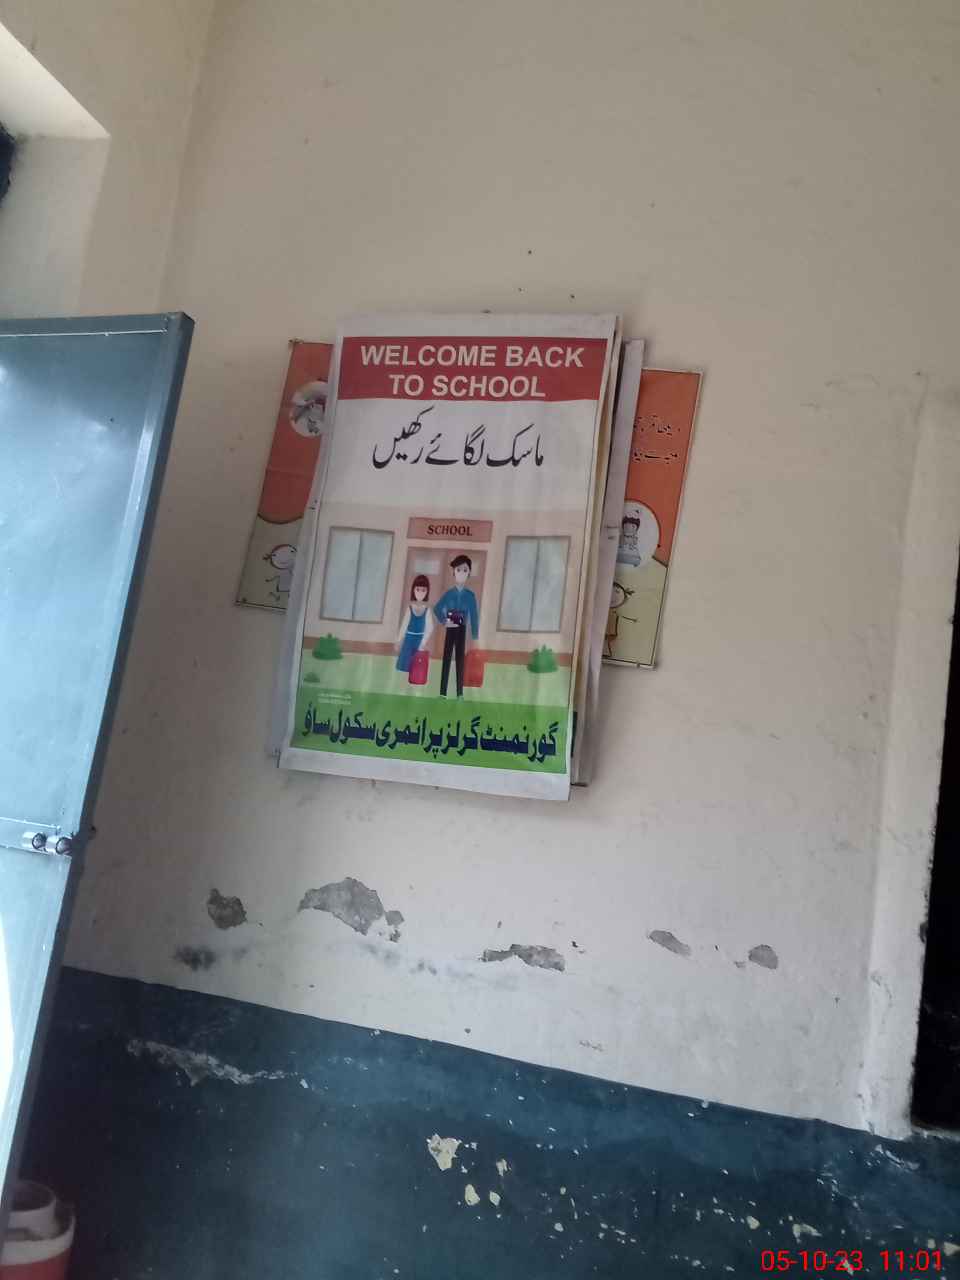 WELCOME BACK
TO SCHOOL
ماسک لگائے رکھیں
SCHOOL
گورنمنٹ گرلز پرائمری سکول ساؤ
05-10-23 11:01